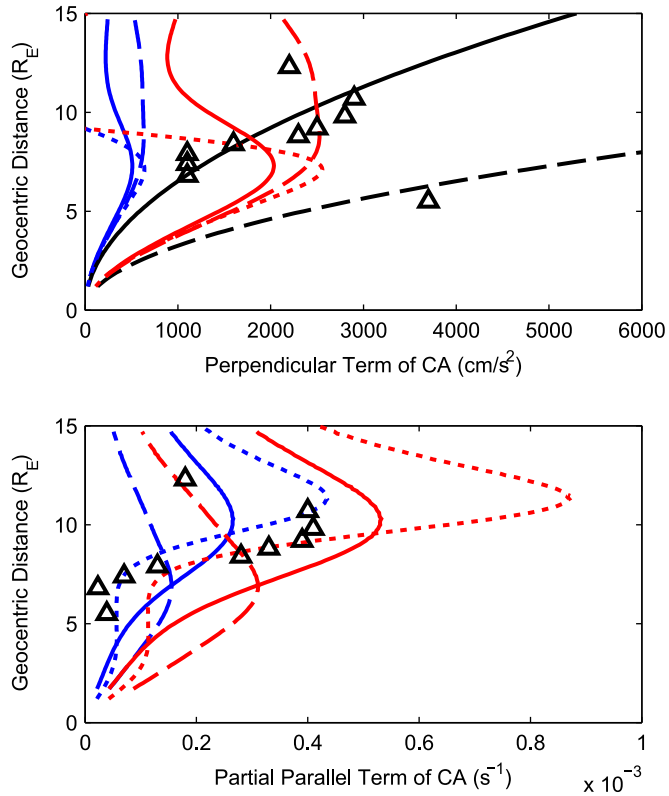 15
10
5
0
Geocentric Distance (R_E)
0 1000 2000 3000 4000 5000 6000
Perpendicular Term of CA (cm/s²)
15
10
5
0
Geocentric Distance (R_E)
0 0.2 0.4 0.6 0.8 1
Partial Parallel Term of CA (s⁻¹)
x 10⁻³